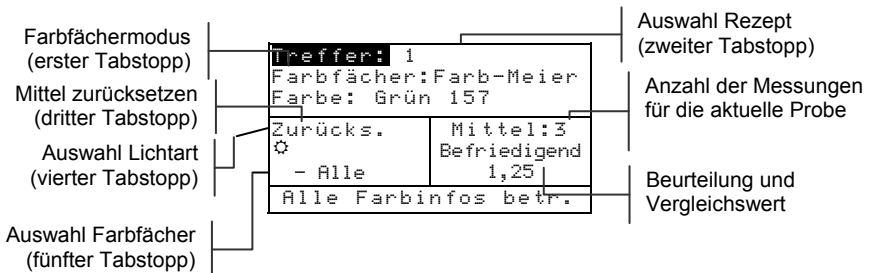 Farbfächermodus
(erster Tabstopp)
Mittel zurücksetzen
(dritter Tabstopp)
Auswahl Lichtart
(vierter Tabstopp)
Auswahl Farbfächer
(fünfter Tabstopp)
Treffer: 1
Farbfächer:Farb-Meier
Farbe: Grün 157
Zurücks.
- Alle
Mittel:3
Befriedigend
1,25
Alle Farbinfos betr.
Auswahl Rezept
(zweiter Tabstopp)
Anzahl der Messungen
für die aktuelle Probe
Beurteilung und
Vergleichswert